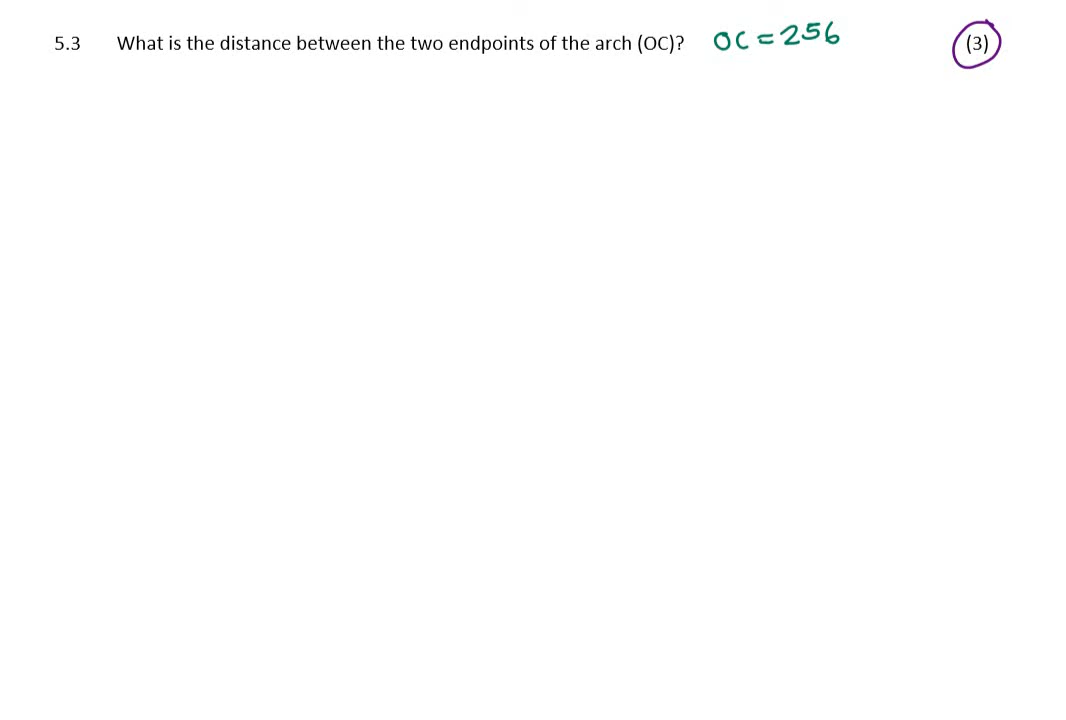 5.3 What is the distance between the two endpoints of the arch (OC)? OC = 256 (3)